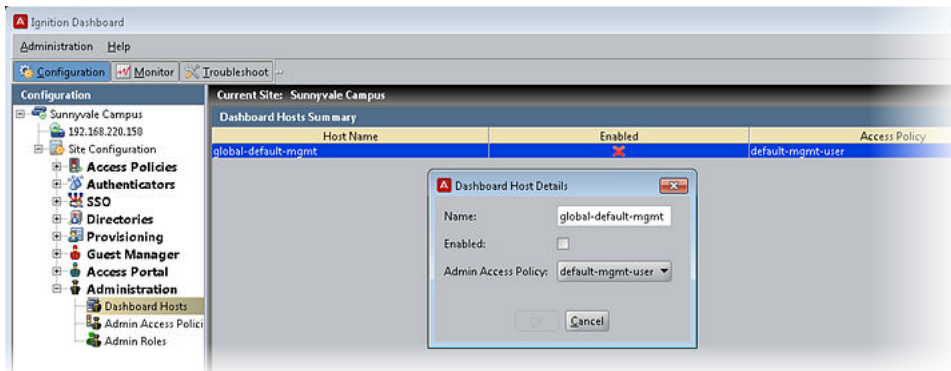 Ignition Dashboard
Administration Help
Configuration Monitor Troubleshoot
Configuration
Current Site: Sunnyvale Campus
Sunnyvale Campus
192.168.220.150
Site Configuration
Access Policies
Authenticators
SSO
Directories
Provisioning
Guest Manager
Access Portal
Administration
Dashboard Hosts
Admin Access Polici
Admin Roles
Dashboard Hosts Summary
Host Name Enabled Access Policy
global-default-mgmt default-mgmt-user
Dashboard Host Details
Name: global-default-mgmt
Enabled:
Admin Access Policy: default-mgmt-user
OK Cancel